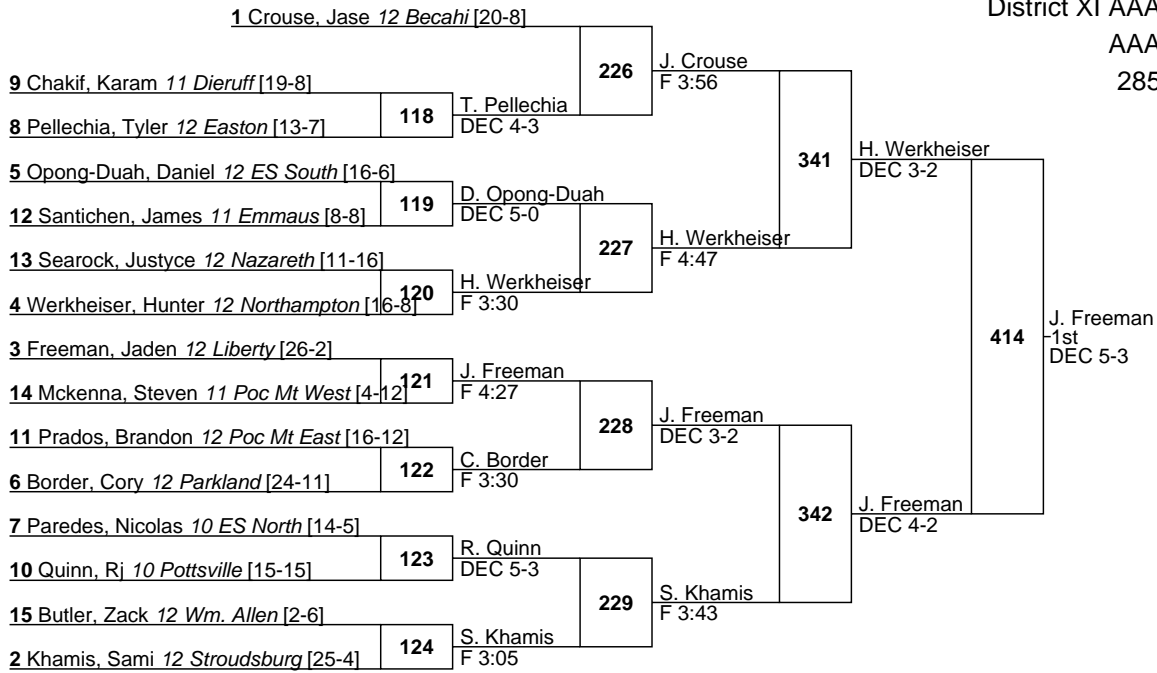 District XI AAA
AAA
285
1 Crouse, Jase 12 Becahi [20-8]
226
J. Crouse
F 3:56
9 Chakif, Karam 11 Dieruff [19-8]
118
T. Pellechia
DEC 4-3
8 Pellechia, Tyler 12 Easton [13-7]
341
H. Werkheiser
DEC 3-2
5 Opong-Duah, Daniel 12 ES South [16-6]
119
D. Opong-Duah
DEC 5-0
12 Santichen, James 11 Emmaus [8-8]
227
H. Werkheiser
F 4:47
13 Searock, Justyce 12 Nazareth [11-16]
120
H. Werkheiser
F 3:30
4 Werkheiser, Hunter 12 Northampton [16-8]
414
J. Freeman
1st
DEC 5-3
3 Freeman, Jaden 12 Liberty [26-2]
121
J. Freeman
F 4:27
14 Mckenna, Steven 11 Poc Mt West [4-12]
228
J. Freeman
DEC 3-2
11 Prados, Brandon 12 Poc Mt East [16-12]
122
C. Border
F 3:30
6 Border, Cory 12 Parkland [24-11]
342
J. Freeman
DEC 4-2
7 Paredes, Nicolas 10 ES North [14-5]
123
R. Quinn
DEC 5-3
10 Quinn, Rj 10 Pottsville [15-15]
229
S. Khamis
F 3:43
15 Butler, Zack 12 Wm. Allen [2-6]
124
S. Khamis
F 3:05
2 Khamis, Sami 12 Stroudsburg [25-4]